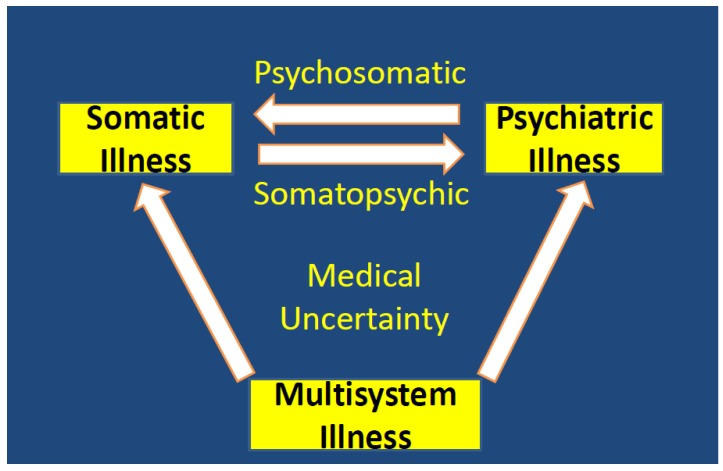 Psychosomatic
Somatic
Illness
Psychiatric
Illness
Somatopsychic
Medical
Uncertainty
Multisystem
Illness